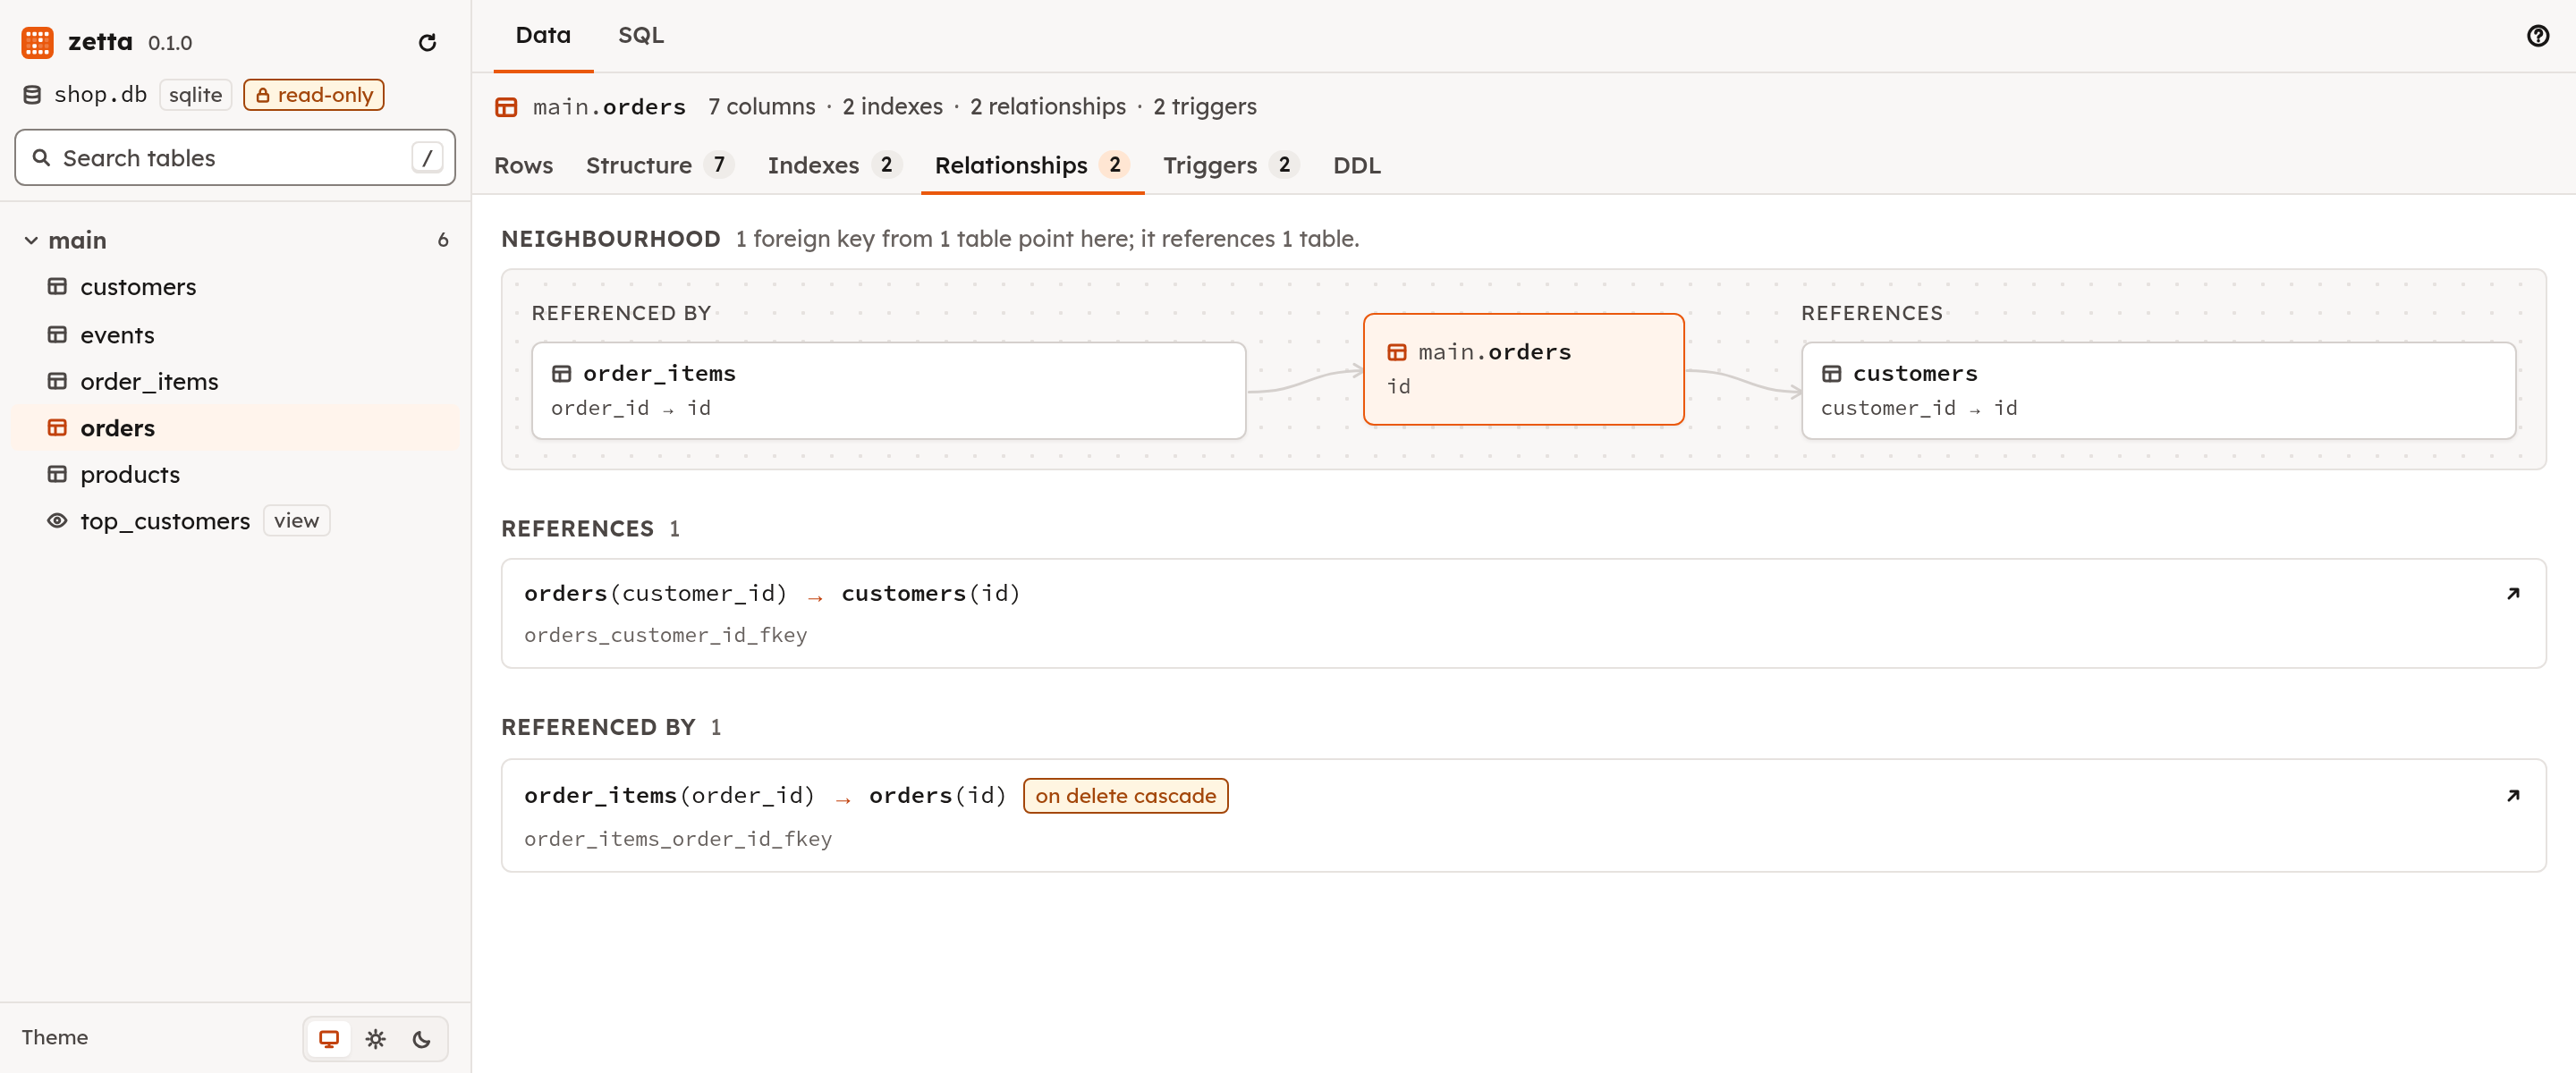 zetta 0.1.0
shop.db sqlite read-only
Search tables /
main 6
customers
events
order_items
orders
products
top_customers view
Theme
Data SQL
main.orders 7 columns · 2 indexes · 2 relationships · 2 triggers
Rows Structure 7 Indexes 2 Relationships 2 Triggers 2 DDL
NEIGHBOURHOOD 1 foreign key from 1 table point here; it references 1 table.
REFERENCED BY
order_items
order_id → id
main.orders
id
REFERENCES
customers
customer_id → id
REFERENCES 1
orders(customer_id) → customers(id)
orders_customer_id_fkey
REFERENCED BY 1
order_items(order_id) → orders(id) on delete cascade
order_items_order_id_fkey